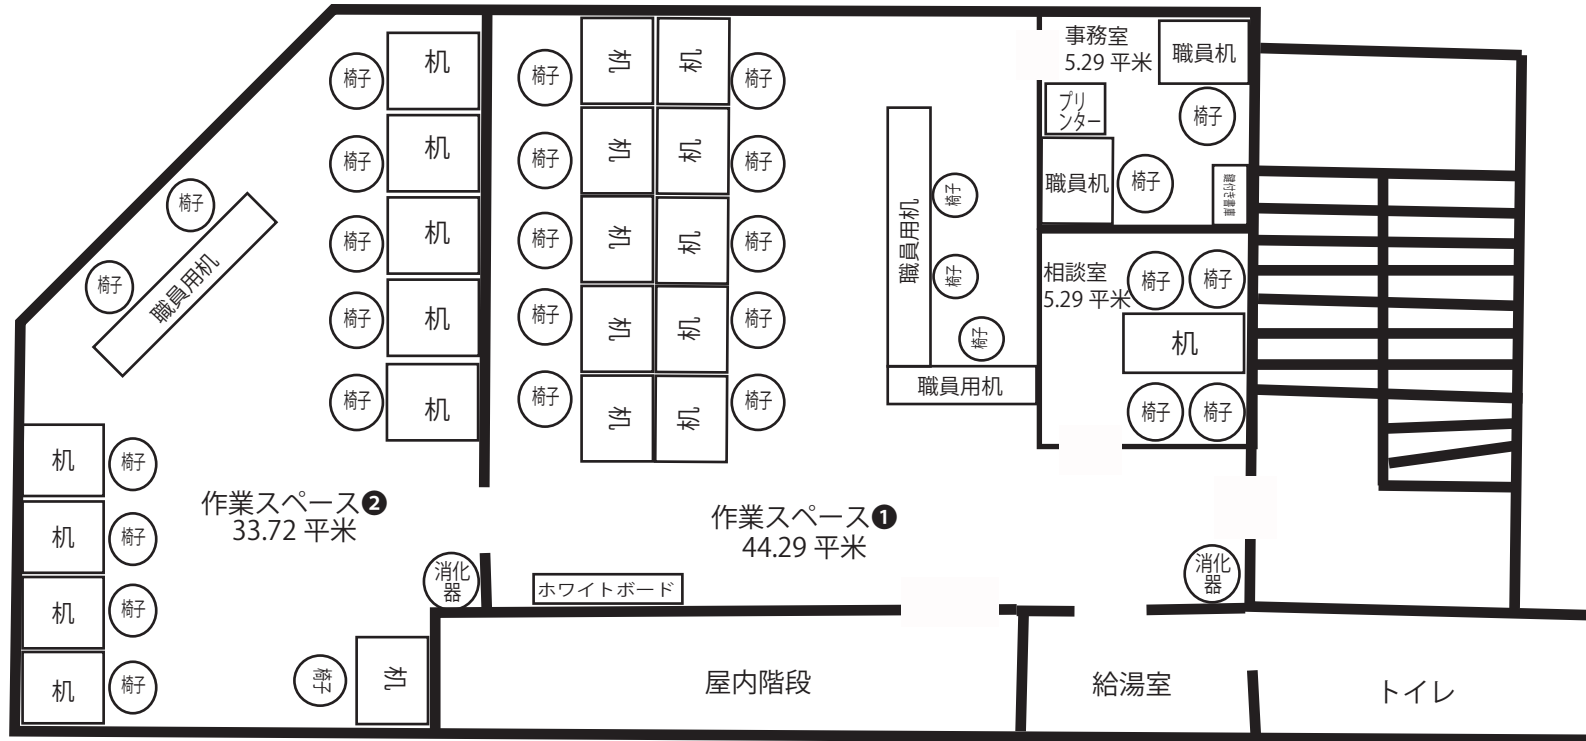 事務室
5.29 平米
職員机
プリ
ンター
椅子
職員机
椅子
鍵付き書庫
相談室
5.29 平米
椅子
椅子
机
椅子
椅子
椅子
机
椅子
机
椅子
机
椅子
机
椅子
机
椅子
椅子
職員用机
机
椅子
机
椅子
机
椅子
机
椅子
作業スペース❷
33.72 平米
消化
器
椅子
机
椅子
机
机
椅子
椅子
机
机
椅子
椅子
机
机
椅子
椅子
机
机
椅子
椅子
机
机
椅子
職員用机
椅子
椅子
椅子
職員用机
作業スペース❶
44.29 平米
ホワイトボード
消化
器
屋内階段
給湯室
トイレ